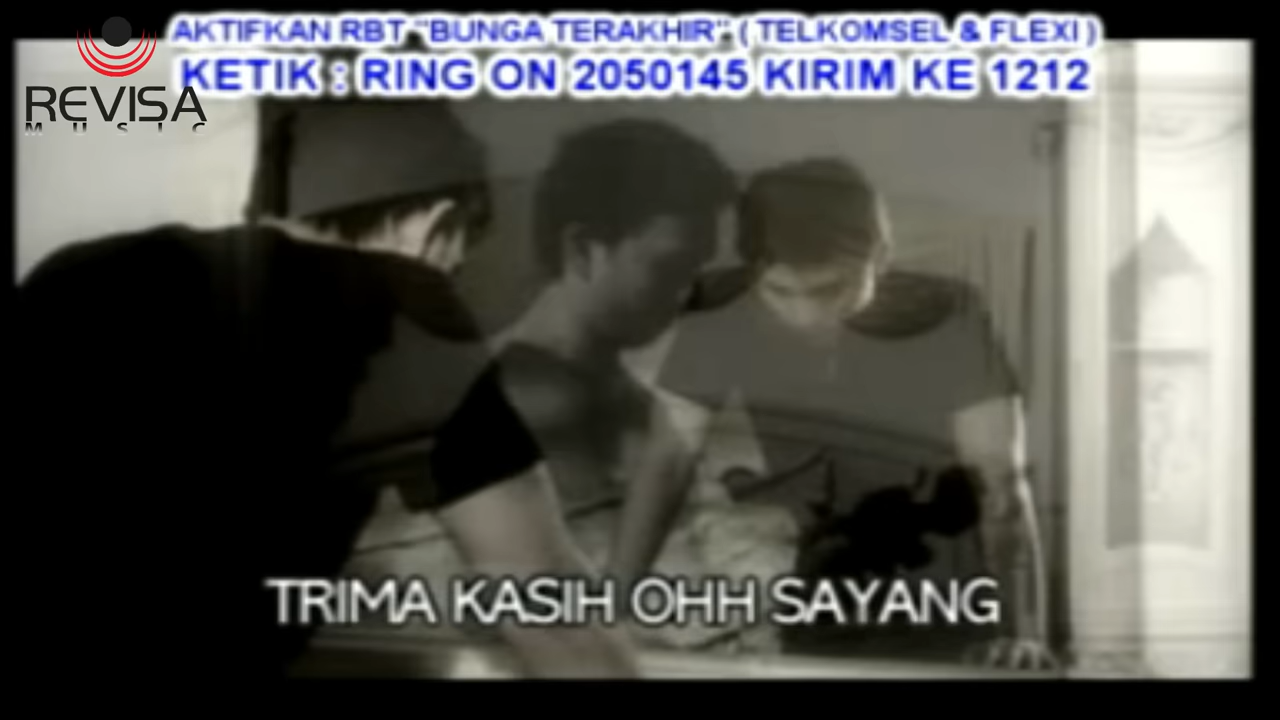 AKTIFKAN RBT "BUNGA TERAKHIR" ( TELKOMSEL & FLEXI )
KETIK : RING ON 2050145 KIRIM KE 1212
REVISA
MUSIC
TRIMA KASIH OHH SAYANG